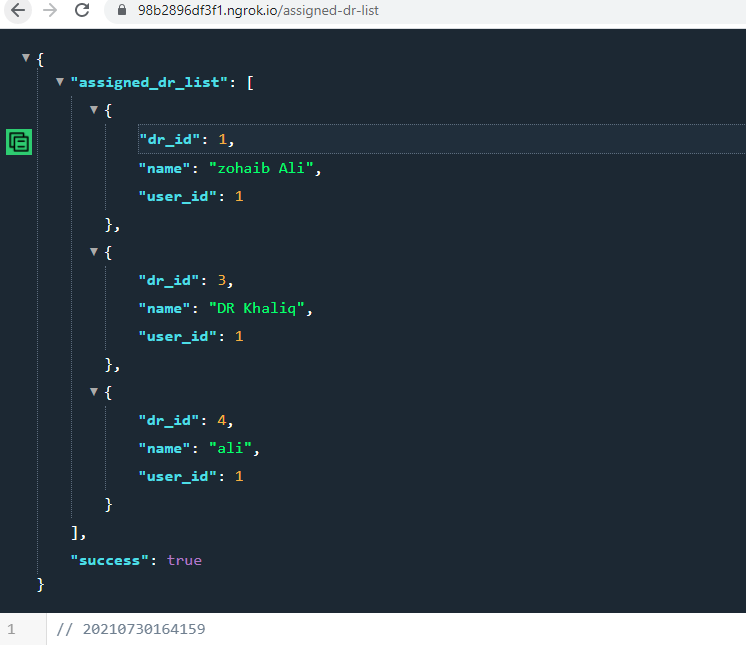 98b2896df3f1.ngrok.io/assigned-dr-list
{
"assigned_dr_list": [
{
"dr_id": 1,
"name": "zohaib Ali",
"user_id": 1
},
{
"dr_id": 3,
"name": "DR Khaliq",
"user_id": 1
},
{
"dr_id": 4,
"name": "ali",
"user_id": 1
}
],
"success": true
}
1 // 20210730164159